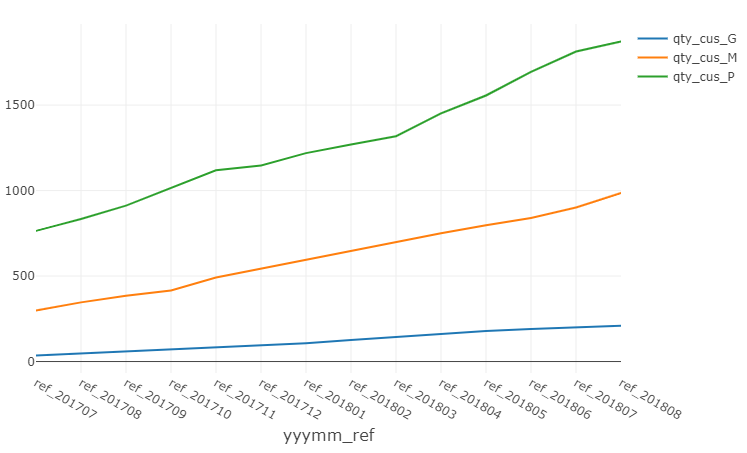 qty_cus_G
qty_cus_M
qty_cus_P
1500
1000
500
0
ref_201707
ref_201708
ref_201709
ref_201710
ref_201711
ref_201712
ref_201801
ref_201802
ref_201803
ref_201804
ref_201805
ref_201806
ref_201807
ref_201808
yyymm_ref